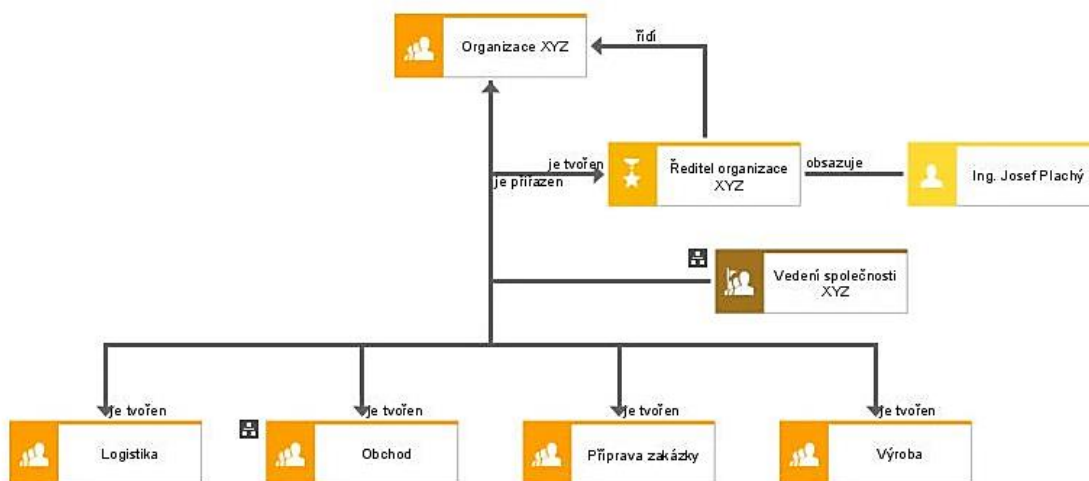 Organizace XYZ
řídí
je tvořen
je přiřazen
Ředitel organizace
XYZ
obsazuje
Ing. Josef Plachý
Vedení společnosti
XYZ
je tvořen
je tvořen
je tvořen
je tvořen
Logistika
Obchod
Příprava zakázky
Výroba